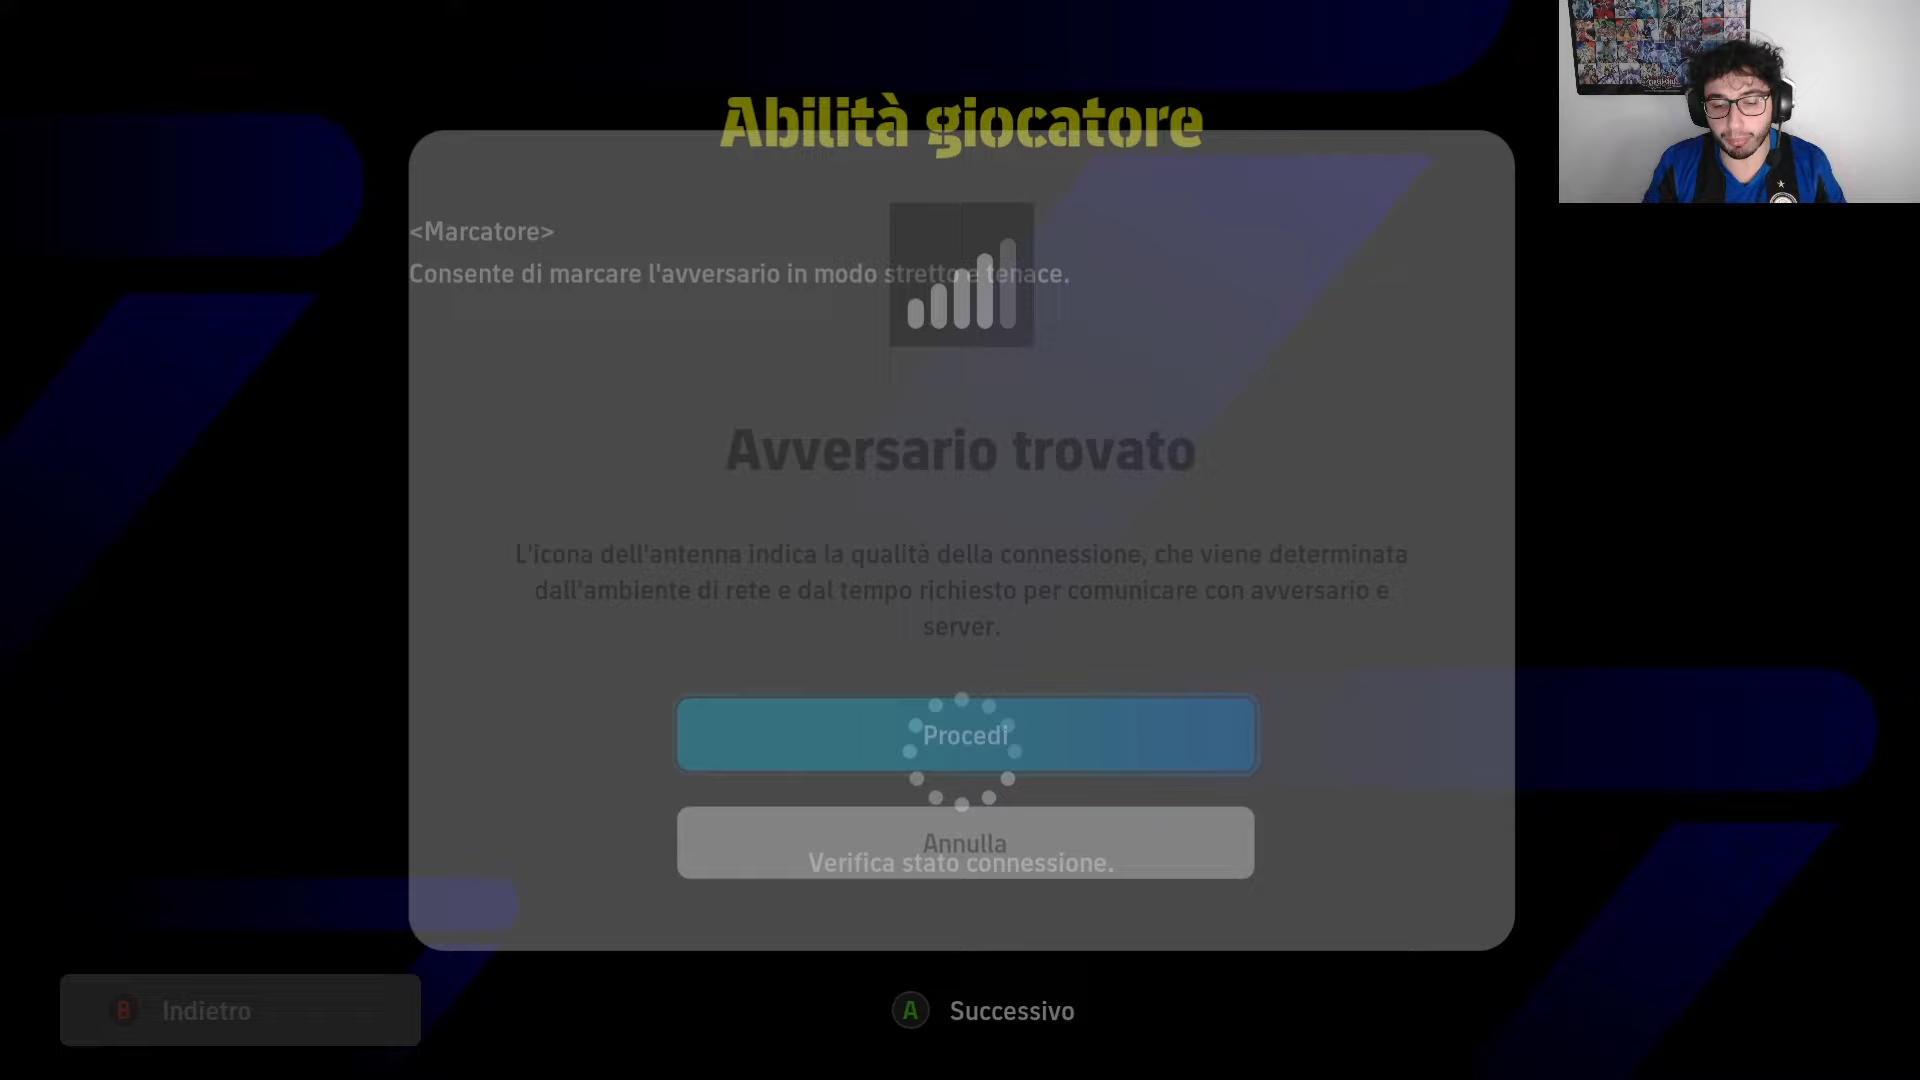 Abilità giocatore
<Marcatore>
Consente di marcare l'avversario in modo stretto e tenace.
Avversario trovato
L'icona dell'antenna indica la qualità della connessione, che viene determinata
dall'ambiente di rete e dal tempo richiesto per comunicare con avversario e
server.
Procedi
Annulla
Verifica stato connessione.
B Indietro
A Successivo